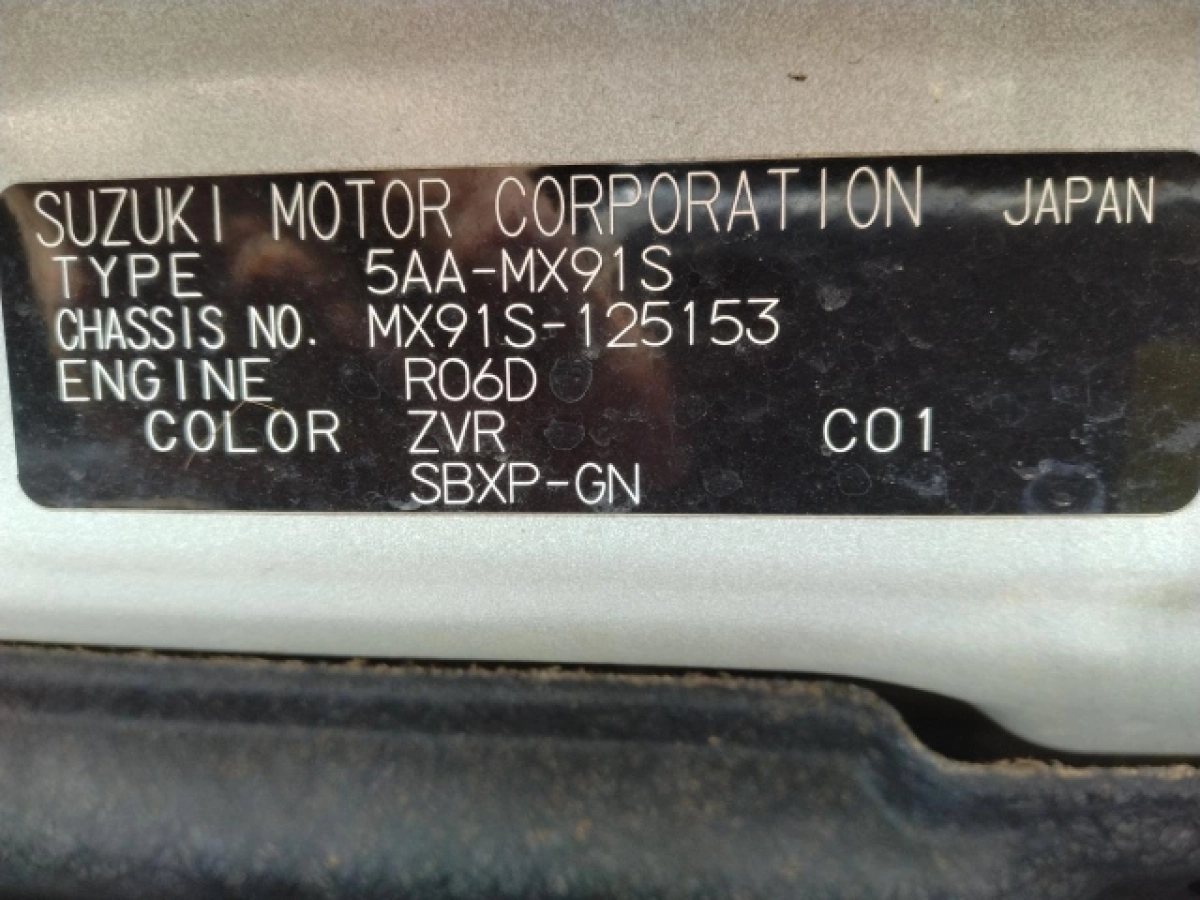 SUZUKI MOTOR CORPORATION JAPAN
TYPE 5AA-MX91S
CHASSIS NO. MX91S-125153
ENGINE R06D
COLOR ZVR C01
SBXP-GN